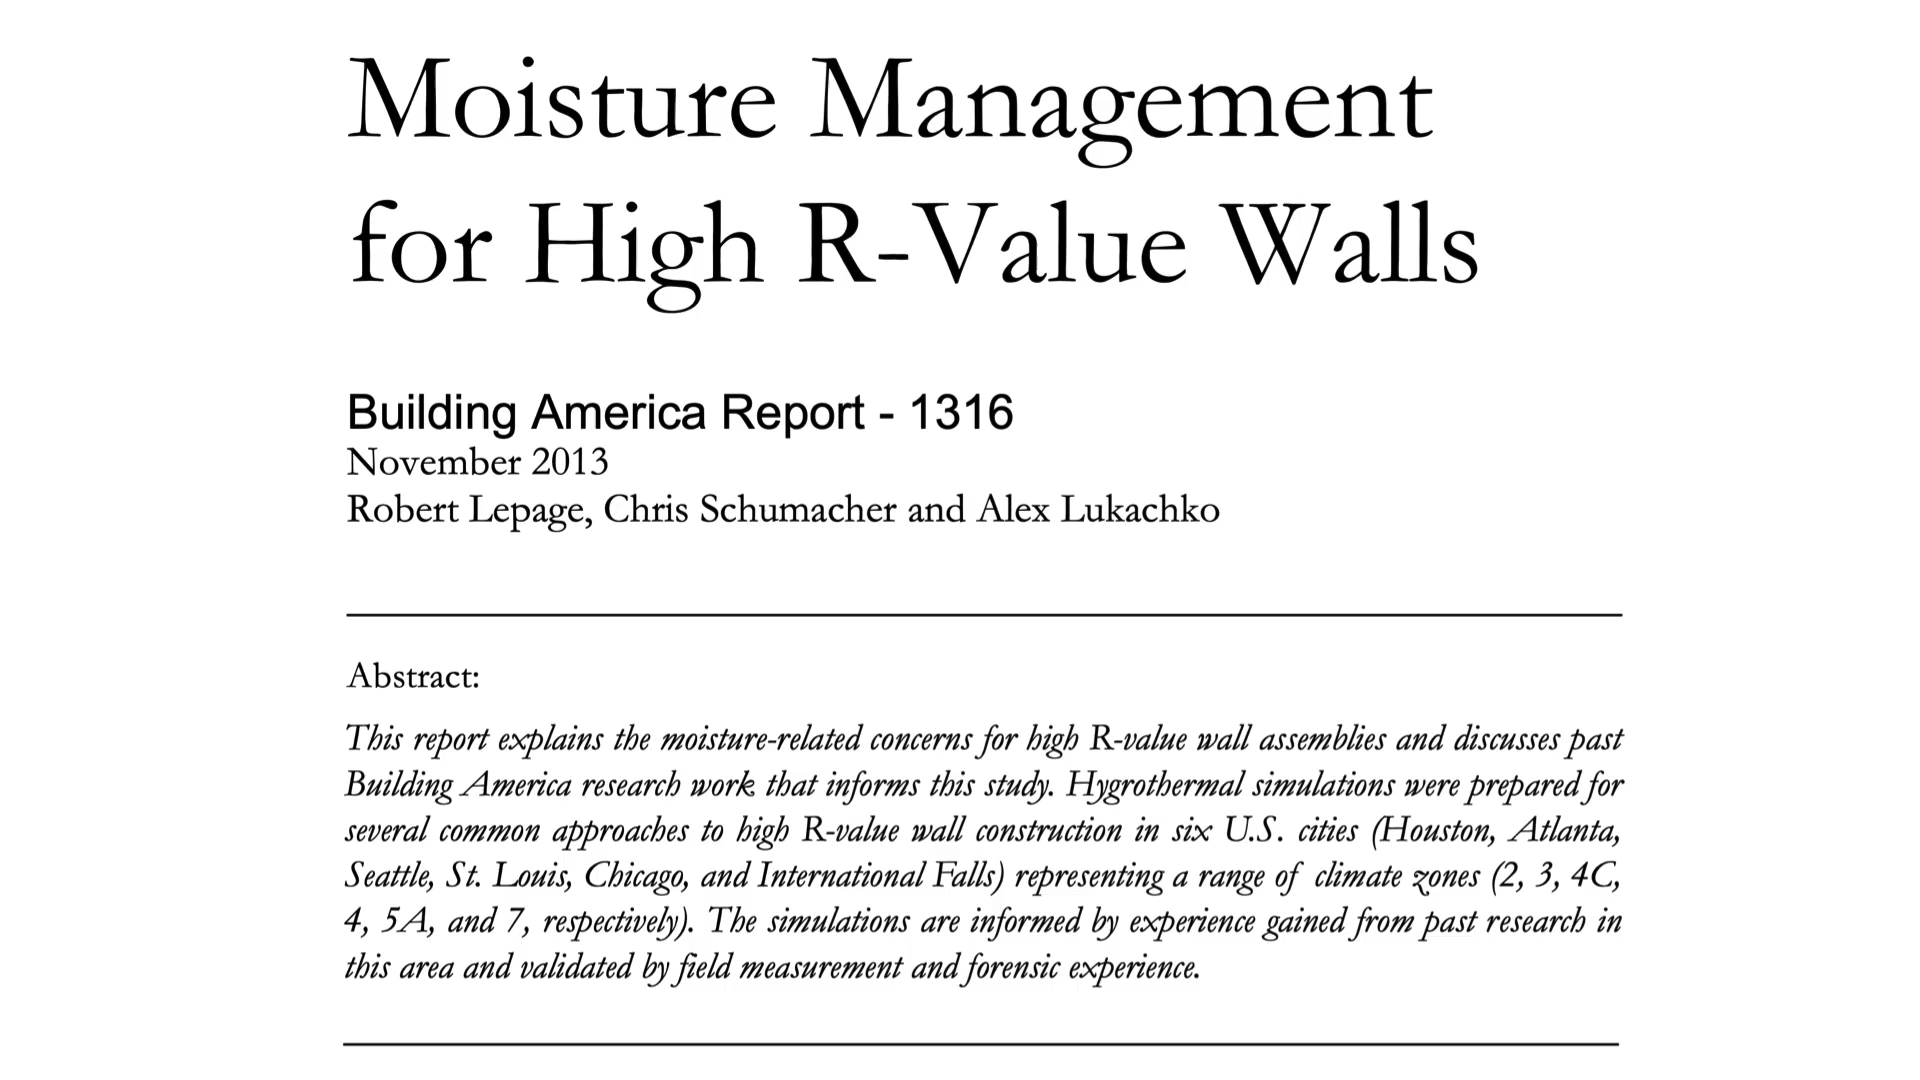 Moisture Management
for High R-Value Walls
Building America Report - 1316
November 2013
Robert Lepage, Chris Schumacher and Alex Lukachko
Abstract:
This report explains the moisture-related concerns for high R-value wall assemblies and discusses past
Building America research work that informs this study. Hygrothermal simulations were prepared for
several common approaches to high R-value wall construction in six U.S. cities (Houston, Atlanta,
Seattle, St. Louis, Chicago, and International Falls) representing a range of climate zones (2, 3, 4C,
4, 5A, and 7, respectively). The simulations are informed by experience gained from past research in
this area and validated by field measurement and forensic experience.